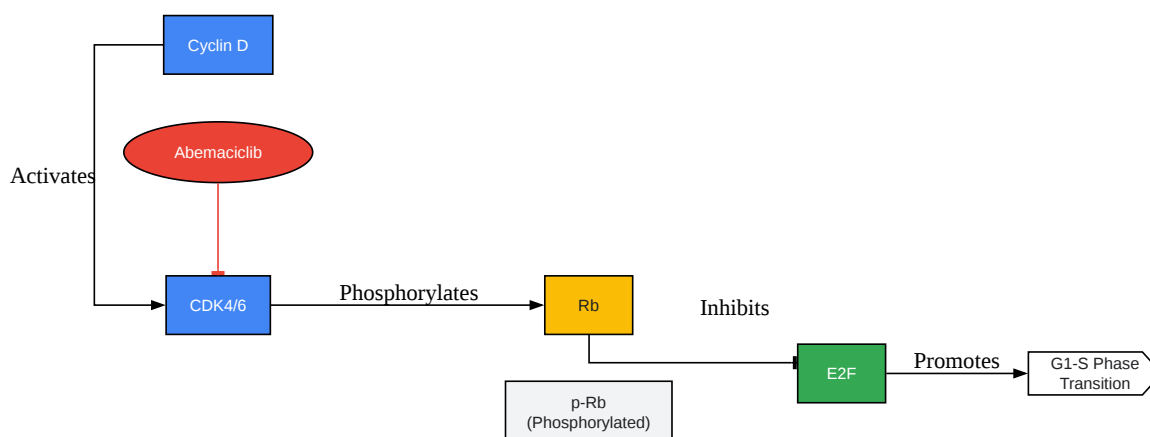 Cyclin D
Abemaciclib
Activates
CDK4/6
Phosphorylates
Rb
Inhibits
E2F
Promotes
G1-S Phase
Transition
p-Rb
(Phosphorylated)